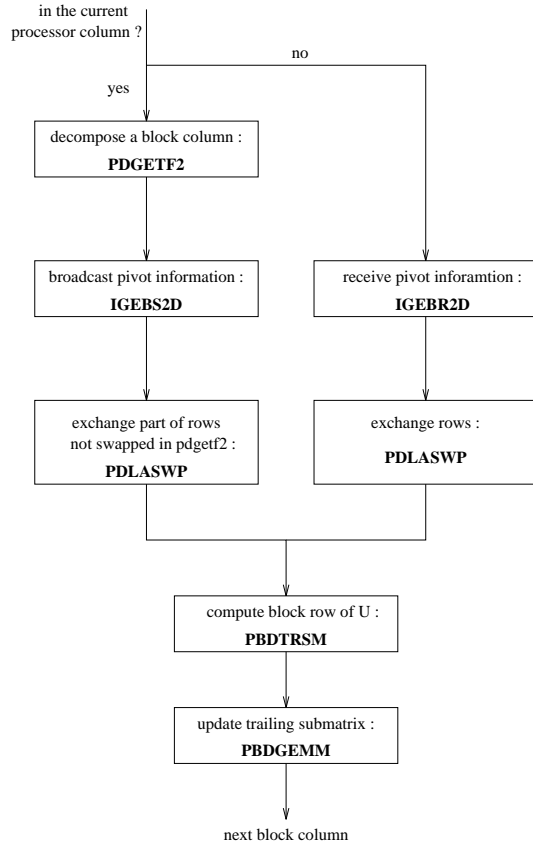 in the current
processor column ?
no
yes
decompose a block column :
PDGETF2
broadcast pivot information :
IGEBS2D
receive pivot inforamtion :
IGEBR2D
exchange part of rows
not swapped in pdgetf2 :
PDLASWP
exchange rows :
PDLASWP
compute block row of U :
PBDTRSM
update trailing submatrix :
PBDGEMM
next block column